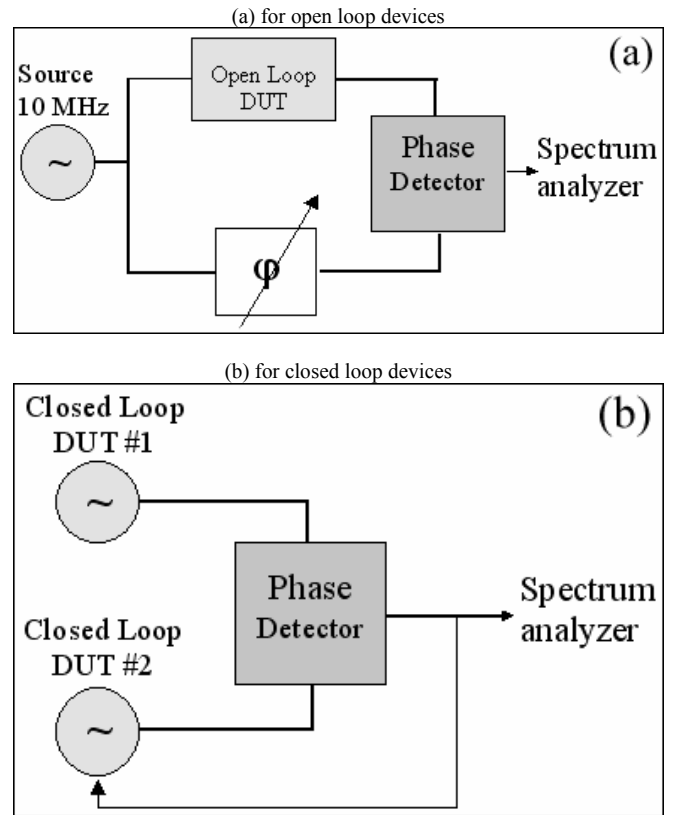 (a) for open loop devices
(a)
Source
10 MHz
~
Open Loop
DUT
Phase
Detector
Spectrum
analyzer
φ
(b) for closed loop devices
(b)
Closed Loop
DUT #1
~
Phase
Detector
Spectrum
analyzer
Closed Loop
DUT #2
~